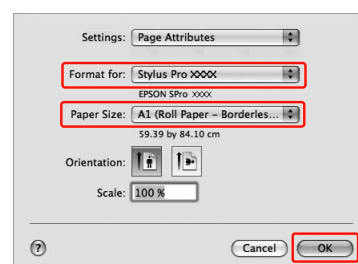 Settings: Page Attributes
Format for: Stylus Pro XXXX
EPSON SPro XXXX
Paper Size: A1 (Roll Paper - Borderles...
59.39 by 84.10 cm
Orientation:
Scale: 100 %
? Cancel OK